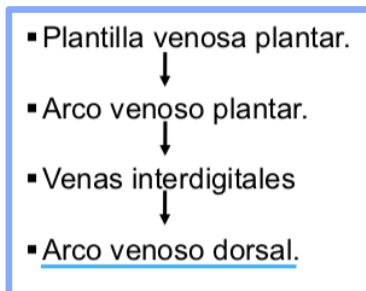 ▪ Plantilla venosa plantar.
▪ Arco venoso plantar.
▪ Venas interdigitales
▪ Arco venoso dorsal.